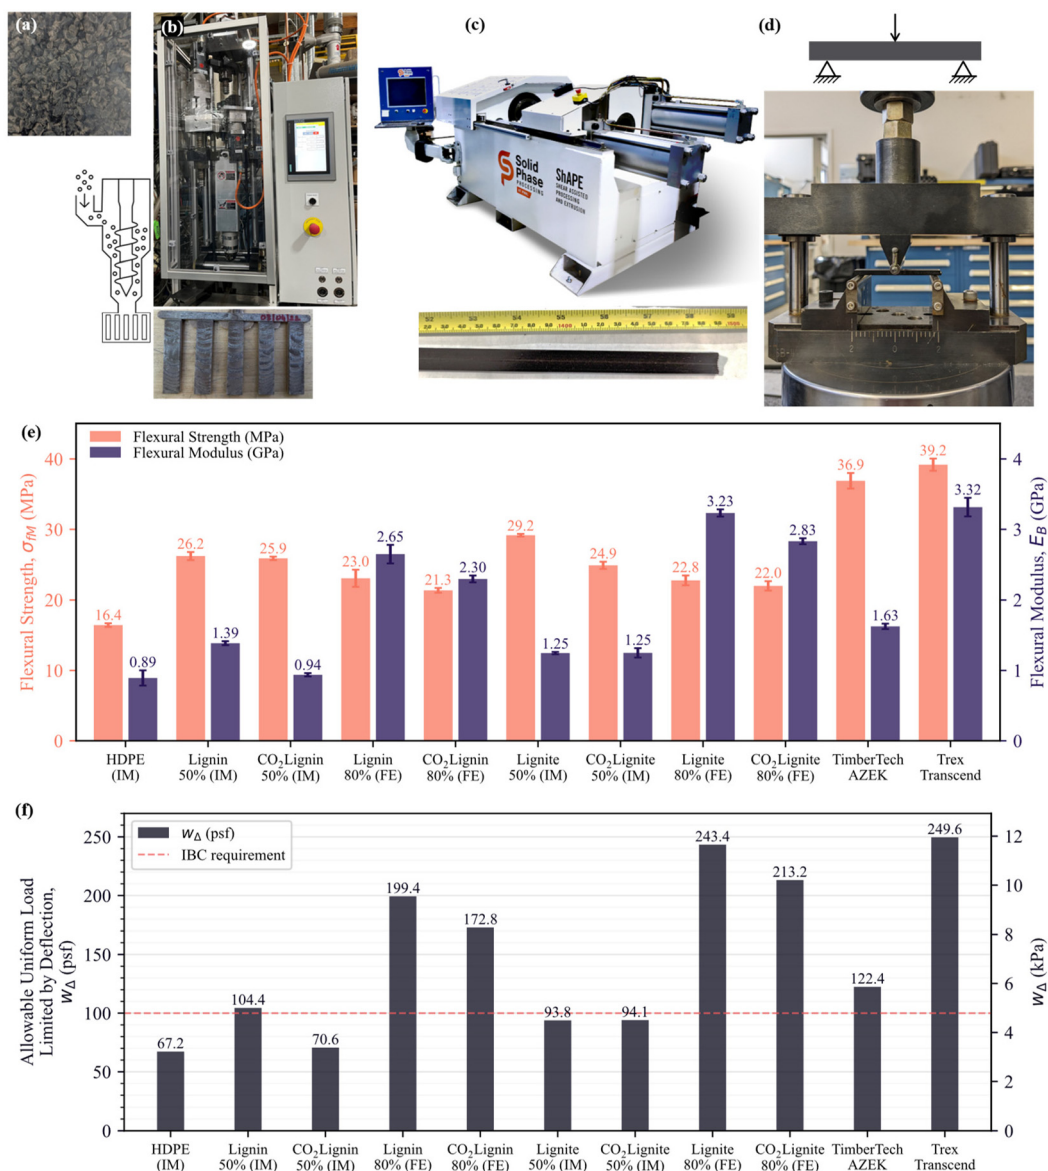 (a)
(b)
(c)
(d)
Solid
Phase
PROCESSING
ShAPE
SHEAR ASSISTED
PROCESSING
AND EXTRUSION
2 0 7
(e)
Flexural Strength (MPa)
Flexural Modulus (GPa)
Flexural Strength, σfM (MPa)
40
30
20
10
0
16.4
0.89
26.2
1.39
25.9
0.94
23.0
2.65
21.3
2.30
29.2
1.25
24.9
1.25
22.8
3.23
22.0
2.83
36.9
1.63
39.2
3.32
4
3
2
1
0
Flexural Modulus, EB (GPa)
HDPE
(IM)
Lignin
50% (IM)
CO2Lignin
50% (IM)
Lignin
80% (FE)
CO2Lignin
80% (FE)
Lignite
50% (IM)
CO2Lignite
50% (IM)
Lignite
80% (FE)
CO2Lignite
80% (FE)
TimberTech
AZEK
Trex
Transcend
(f)
wΔ (psf)
IBC requirement
Allowable Uniform Load
Limited by Deflection,
wΔ (psf)
250
200
150
100
50
0
67.2
104.4
70.6
199.4
172.8
93.8
94.1
243.4
213.2
122.4
249.6
12
10
8
6
4
2
0
wΔ (kPa)
HDPE
(IM)
Lignin
50% (IM)
CO2Lignin
50% (IM)
Lignin
80% (FE)
CO2Lignin
80% (FE)
Lignite
50% (IM)
CO2Lignite
50% (IM)
Lignite
80% (FE)
CO2Lignite
80% (FE)
TimberTech
AZEK
Trex
Transcend